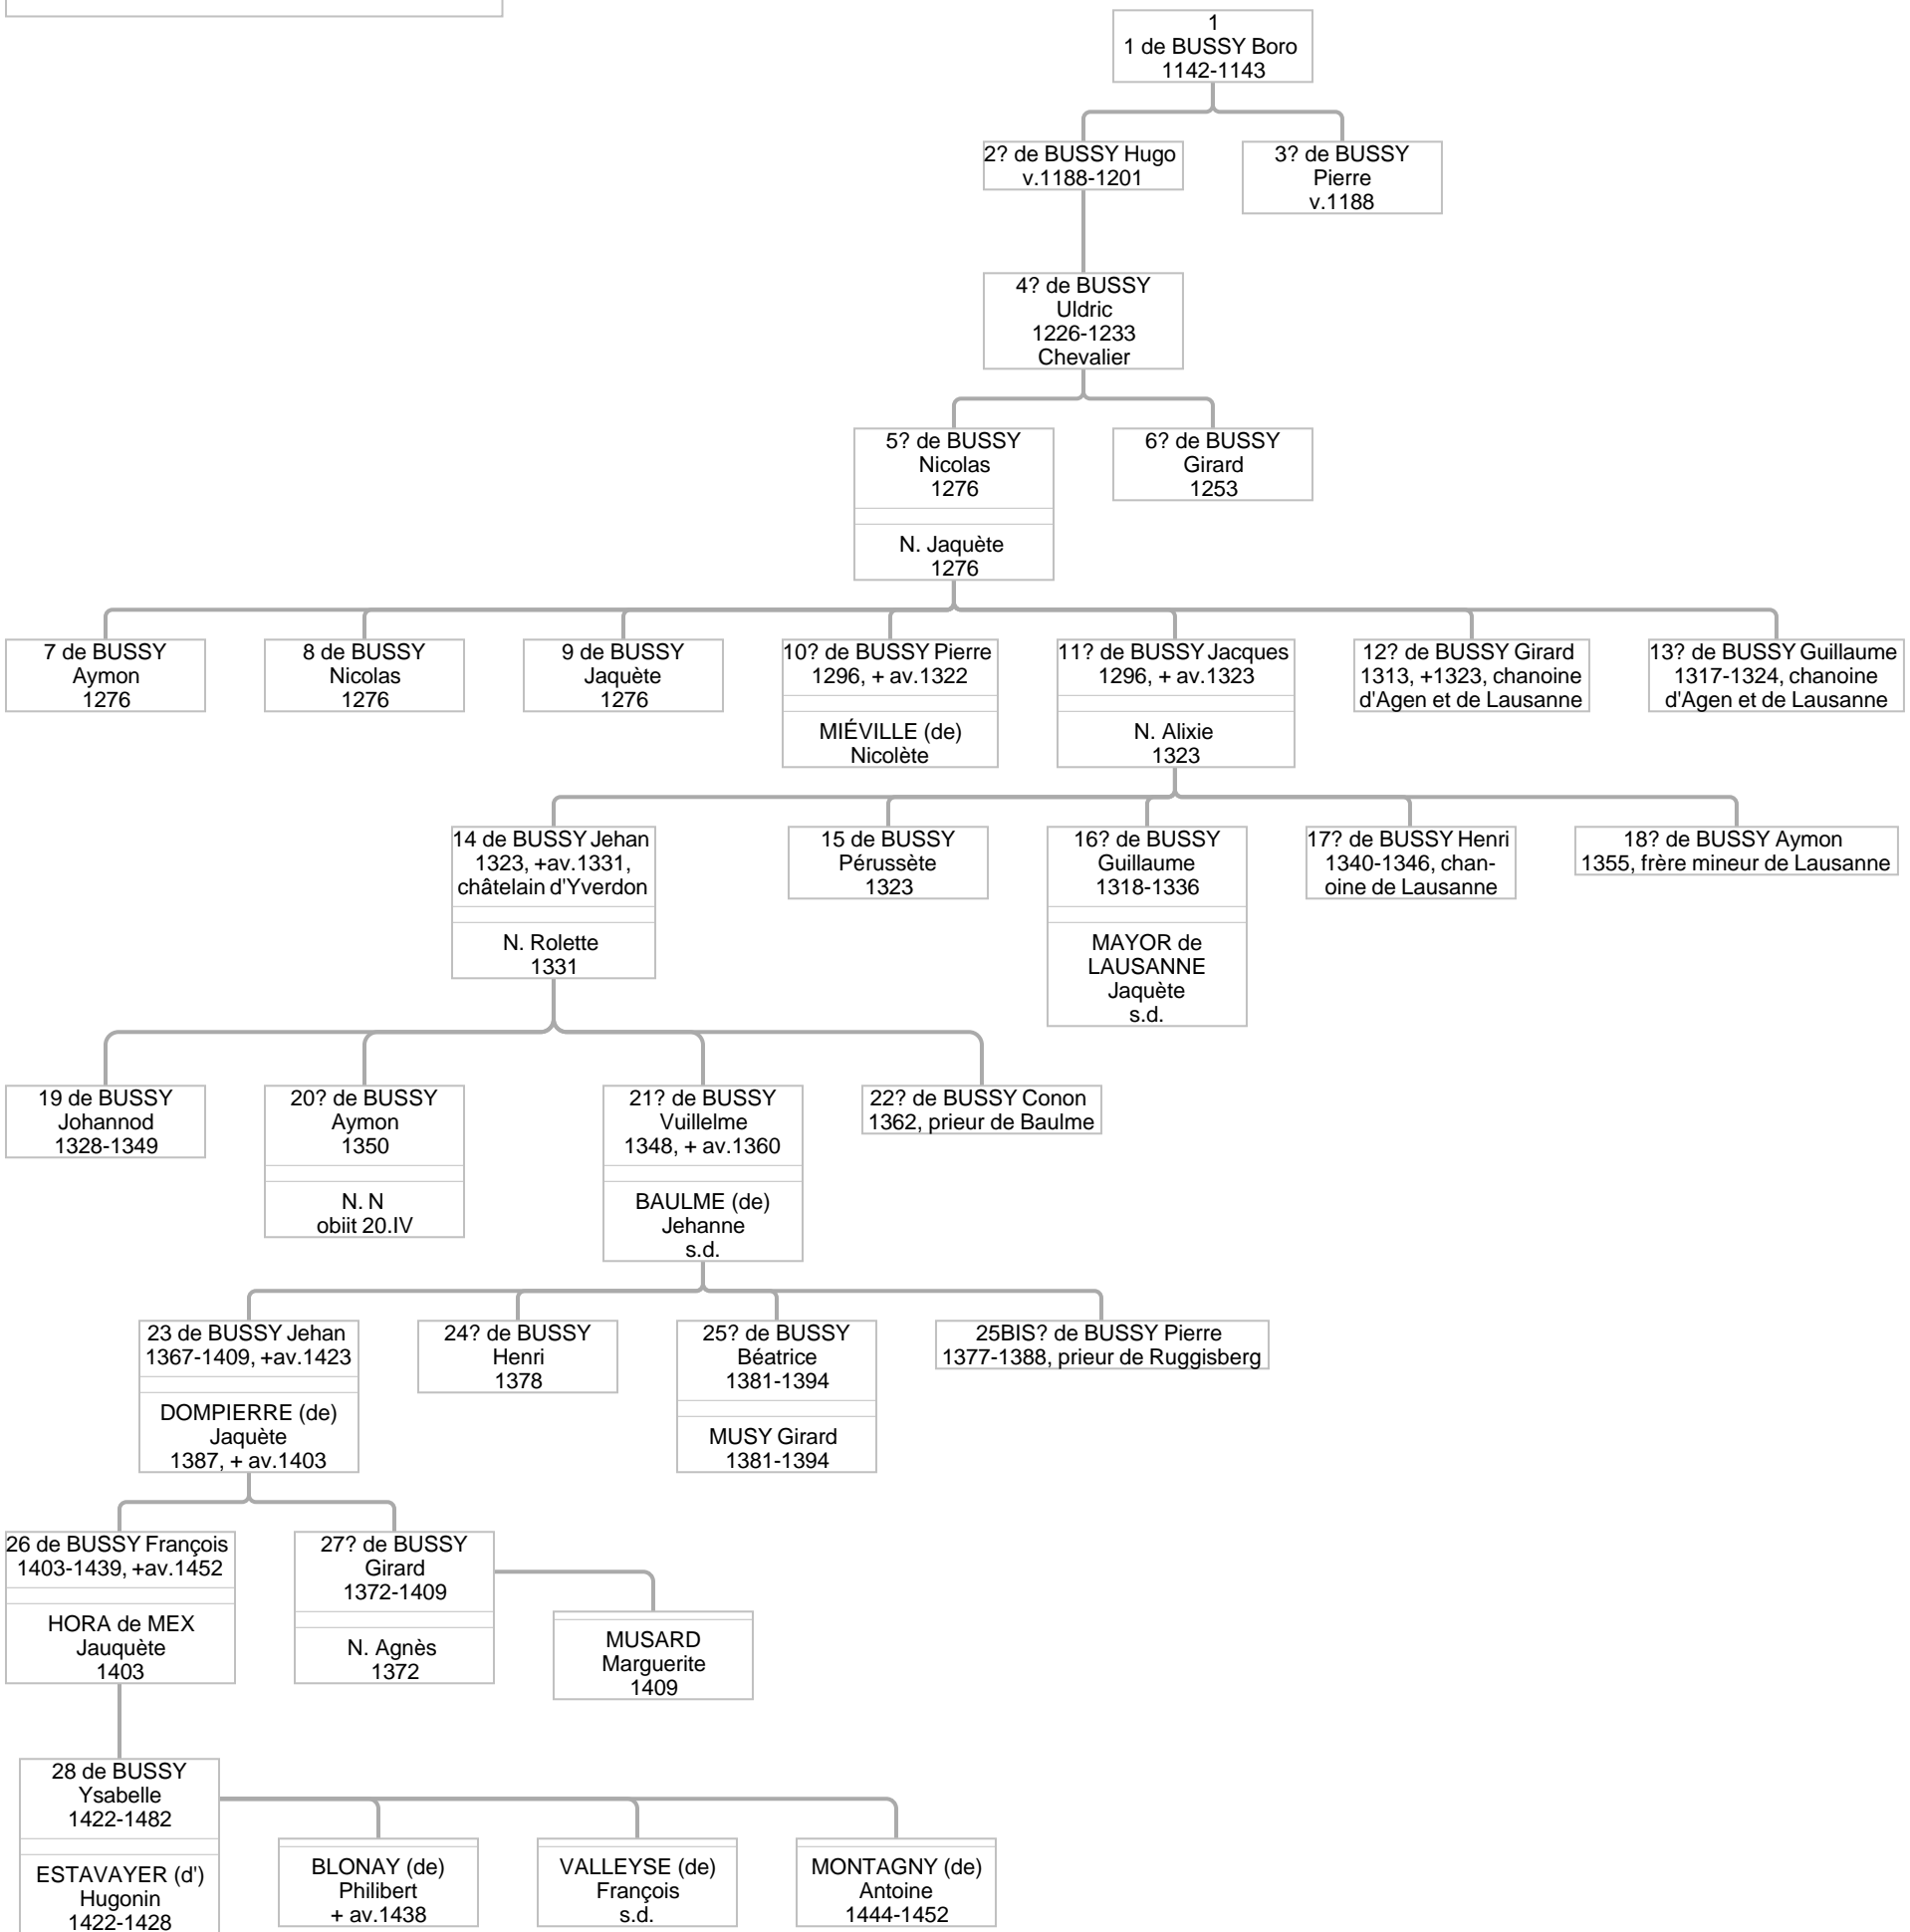 1
1 de BUSSY Boro
1142-1143
2? de BUSSY Hugo
v.1188-1201
3? de BUSSY
Pierre
v.1188
4? de BUSSY
Uldric
1226-1233
Chevalier
5? de BUSSY
Nicolas
1276
N. Jaquète
1276
6? de BUSSY
Girard
1253
7 de BUSSY
Aymon
1276
8 de BUSSY
Nicolas
1276
9 de BUSSY
Jaquète
1276
10? de BUSSY Pierre
1296, + av.1322
MIÉVILLE (de)
Nicolète
11? de BUSSY Jacques
1296, + av.1323
N. Alixie
1323
12? de BUSSY Girard
1313, +1323, chanoine
d'Agen et de Lausanne
13? de BUSSY Guillaume
1317-1324, chanoine
d'Agen et de Lausanne
14 de BUSSY Jehan
1323, +av.1331,
châtelain d'Yverdon
N. Rolette
1331
15 de BUSSY
Pérussète
1323
16? de BUSSY
Guillaume
1318-1336
MAYOR de
LAUSANNE
Jaquète
s.d.
17? de BUSSY Henri
1340-1346, chan-
oine de Lausanne
18? de BUSSY Aymon
1355, frère mineur de Lausanne
19 de BUSSY
Johannod
1328-1349
20? de BUSSY
Aymon
1350
N. N
obiit 20.IV
21? de BUSSY
Vuillelme
1348, + av.1360
BAULME (de)
Jehanne
s.d.
22? de BUSSY Conon
1362, prieur de Baulme
23 de BUSSY Jehan
1367-1409, +av.1423
DOMPIERRE (de)
Jaquète
1387, + av.1403
24? de BUSSY
Henri
1378
25? de BUSSY
Béatrice
1381-1394
MUSY Girard
1381-1394
25BIS? de BUSSY Pierre
1377-1388, prieur de Ruggisberg
26 de BUSSY François
1403-1439, +av.1452
HORA de MEX
Jauquète
1403
27? de BUSSY
Girard
1372-1409
N. Agnès
1372
MUSARD
Marguerite
1409
28 de BUSSY
Ysabelle
1422-1482
ESTAVAYER (d')
Hugonin
1422-1428
BLONAY (de)
Philibert
+ av.1438
VALLEYSE (de)
François
s.d.
MONTAGNY (de)
Antoine
1444-1452